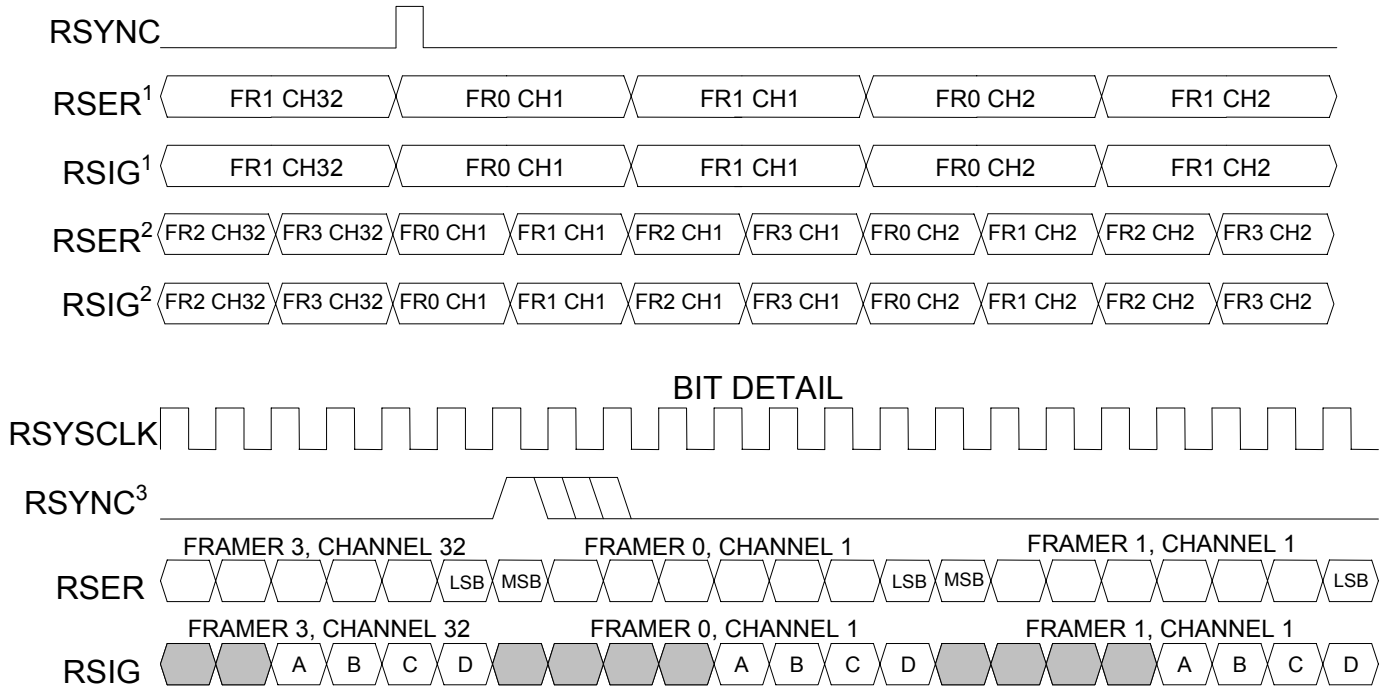 RSYNC
RSER¹ FR1 CH32 FR0 CH1 FR1 CH1 FR0 CH2 FR1 CH2
RSIG¹ FR1 CH32 FR0 CH1 FR1 CH1 FR0 CH2 FR1 CH2
RSER² FR2 CH32 FR3 CH32 FR0 CH1 FR1 CH1 FR2 CH1 FR3 CH1 FR0 CH2 FR1 CH2 FR2 CH2 FR3 CH2
RSIG² FR2 CH32 FR3 CH32 FR0 CH1 FR1 CH1 FR2 CH1 FR3 CH1 FR0 CH2 FR1 CH2 FR2 CH2 FR3 CH2
BIT DETAIL
RSYSCLK
RSYNC³
FRAMER 3, CHANNEL 32 FRAMER 0, CHANNEL 1 FRAMER 1, CHANNEL 1
RSER LSB MSB LSB MSB LSB
FRAMER 3, CHANNEL 32 FRAMER 0, CHANNEL 1 FRAMER 1, CHANNEL 1
RSIG A B C D A B C D A B C D